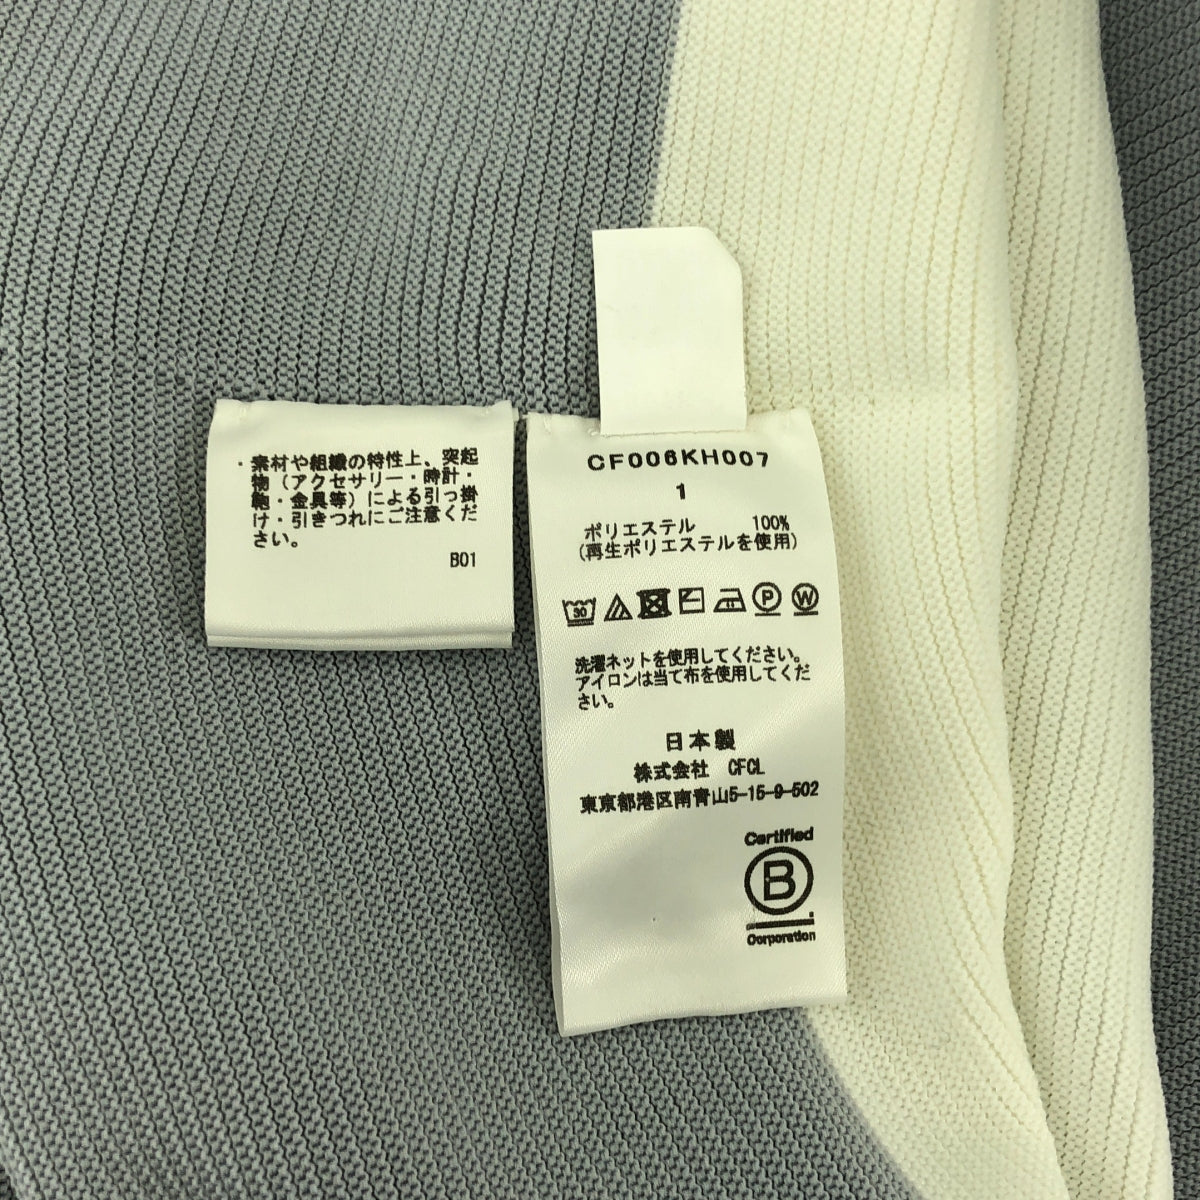 ・素材や組織の特性上、突起
物（アクセサリー・時計・
鞄・金具等）による引っ掛
け・引きつれにご注意くだ
さい。
B01
CF006KH007
1
ポリエステル 100%
(再生ポリエステルを使用)
30
P W
洗濯ネットを使用してください。
アイロンは当て布を使用してくだ
さい。
日本製
株式会社 CFCL
東京都港区南青山5-15-9-502
Certified
B
Corporation